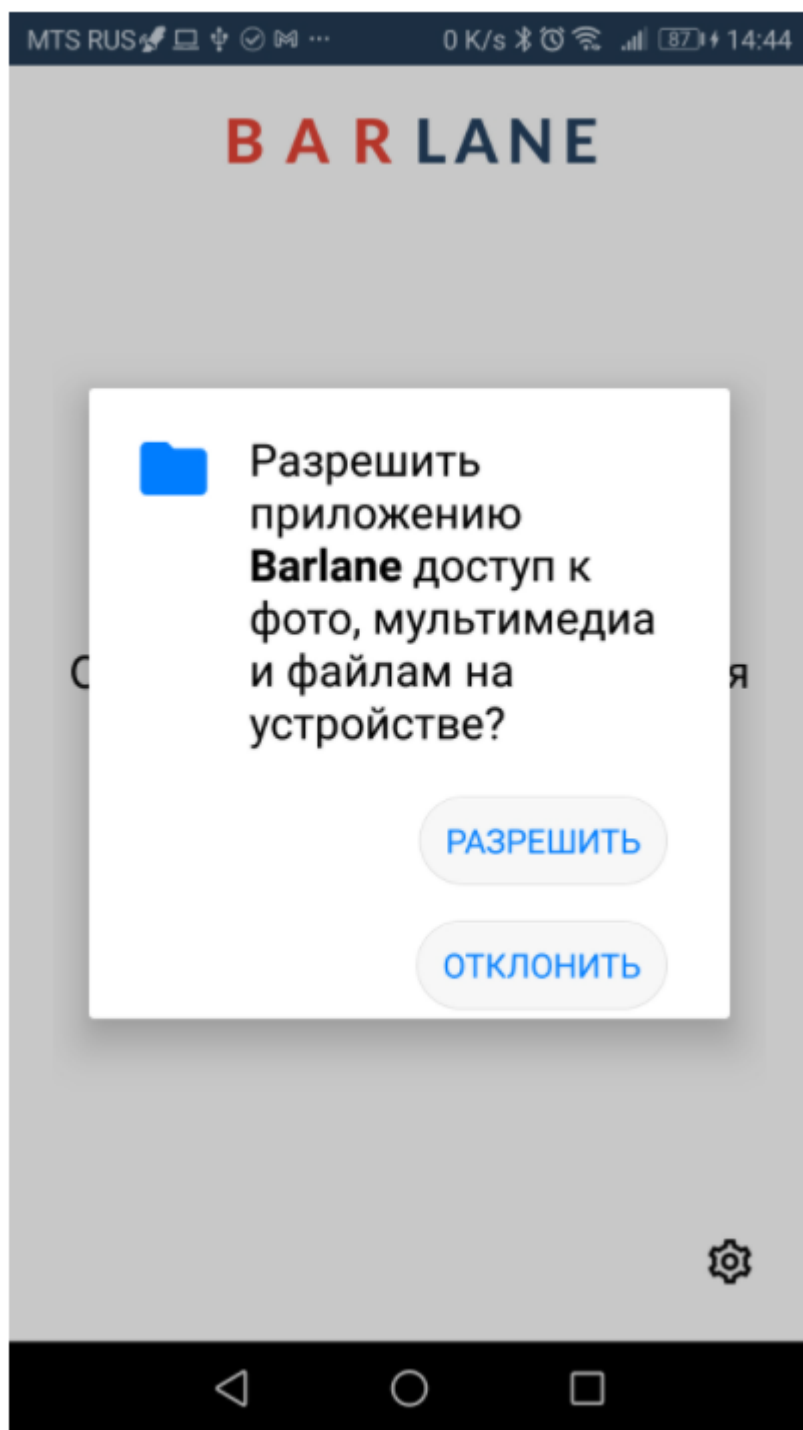 MTS RUS ... 0 K/s 87 14:44
BARLANE
Разрешить
приложению
Barlane доступ к
фото, мультимедиа
и файлам на
устройстве?
РАЗРЕШИТЬ
ОТКЛОНИТЬ